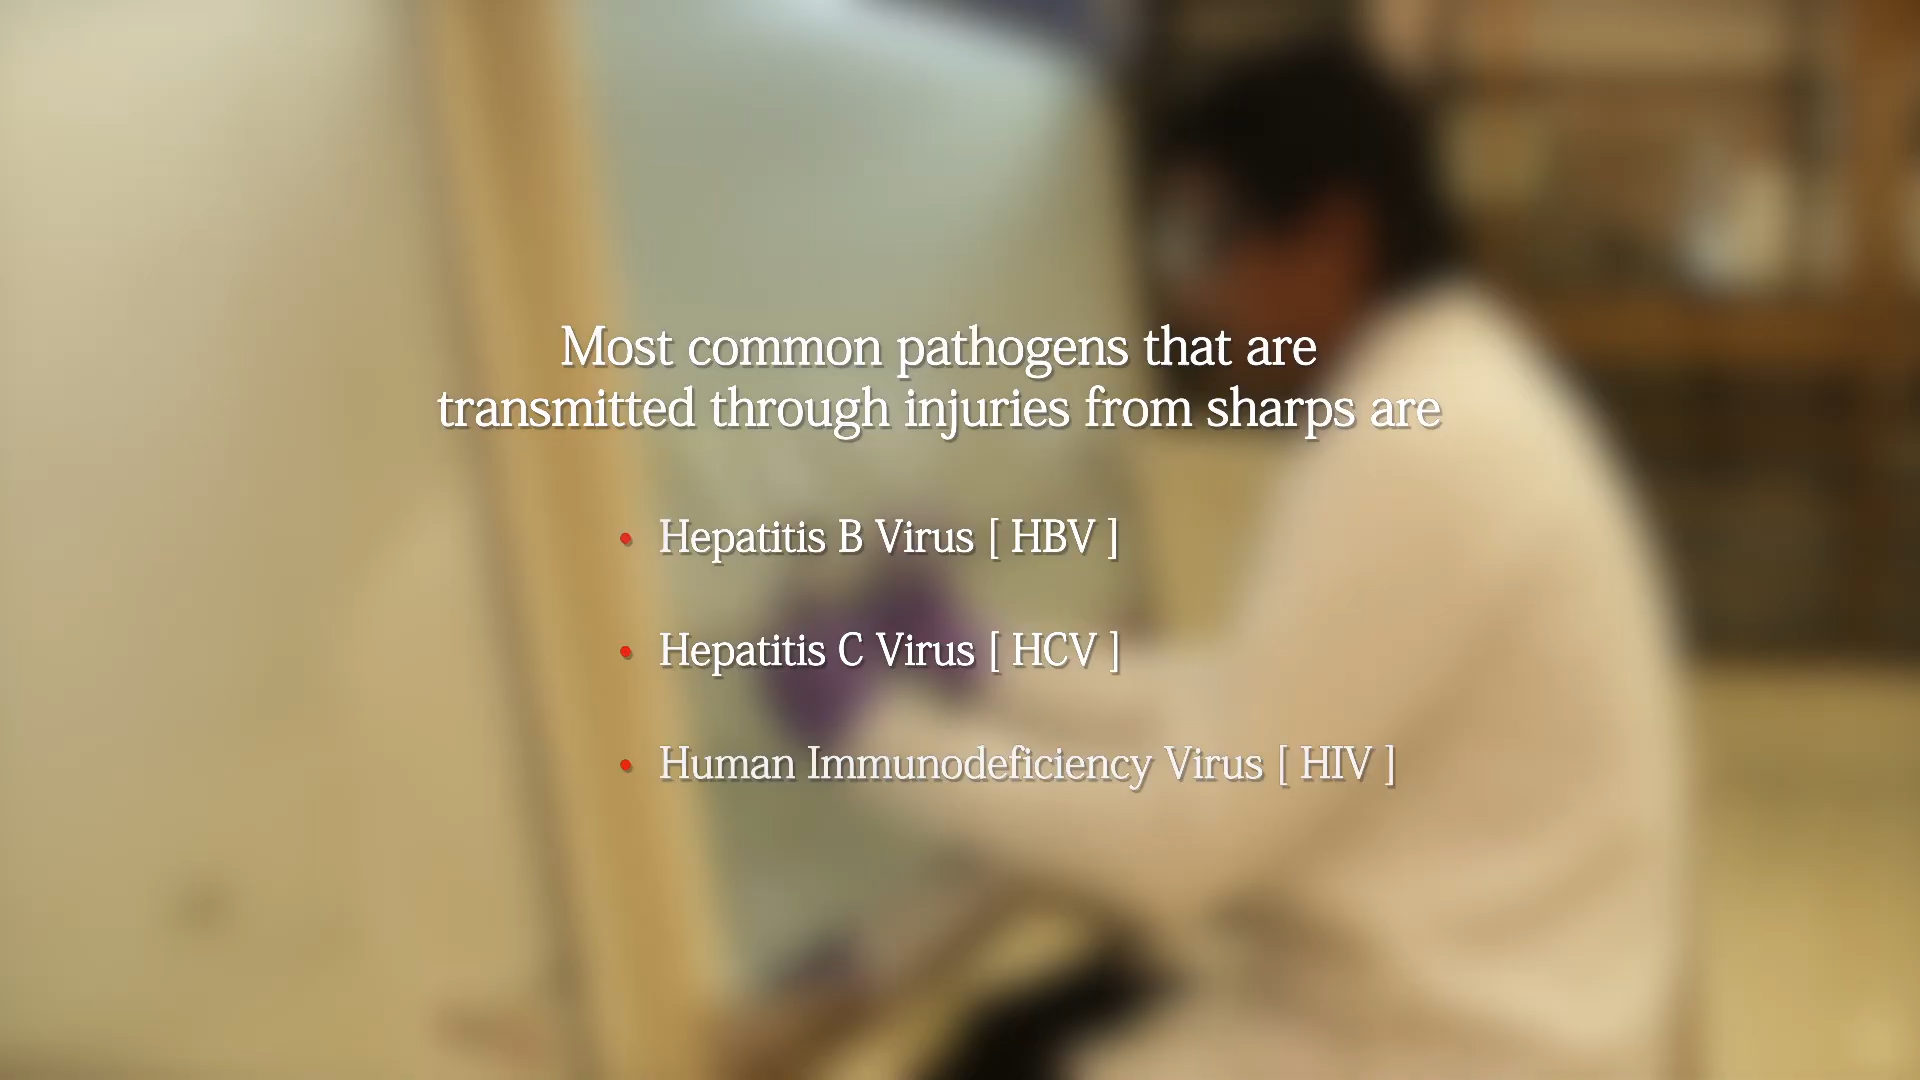 Most common pathogens that are
transmitted through injuries from sharps are
• Hepatitis B Virus [ HBV ]
• Hepatitis C Virus [ HCV ]
• Human Immunodeficiency Virus [ HIV ]